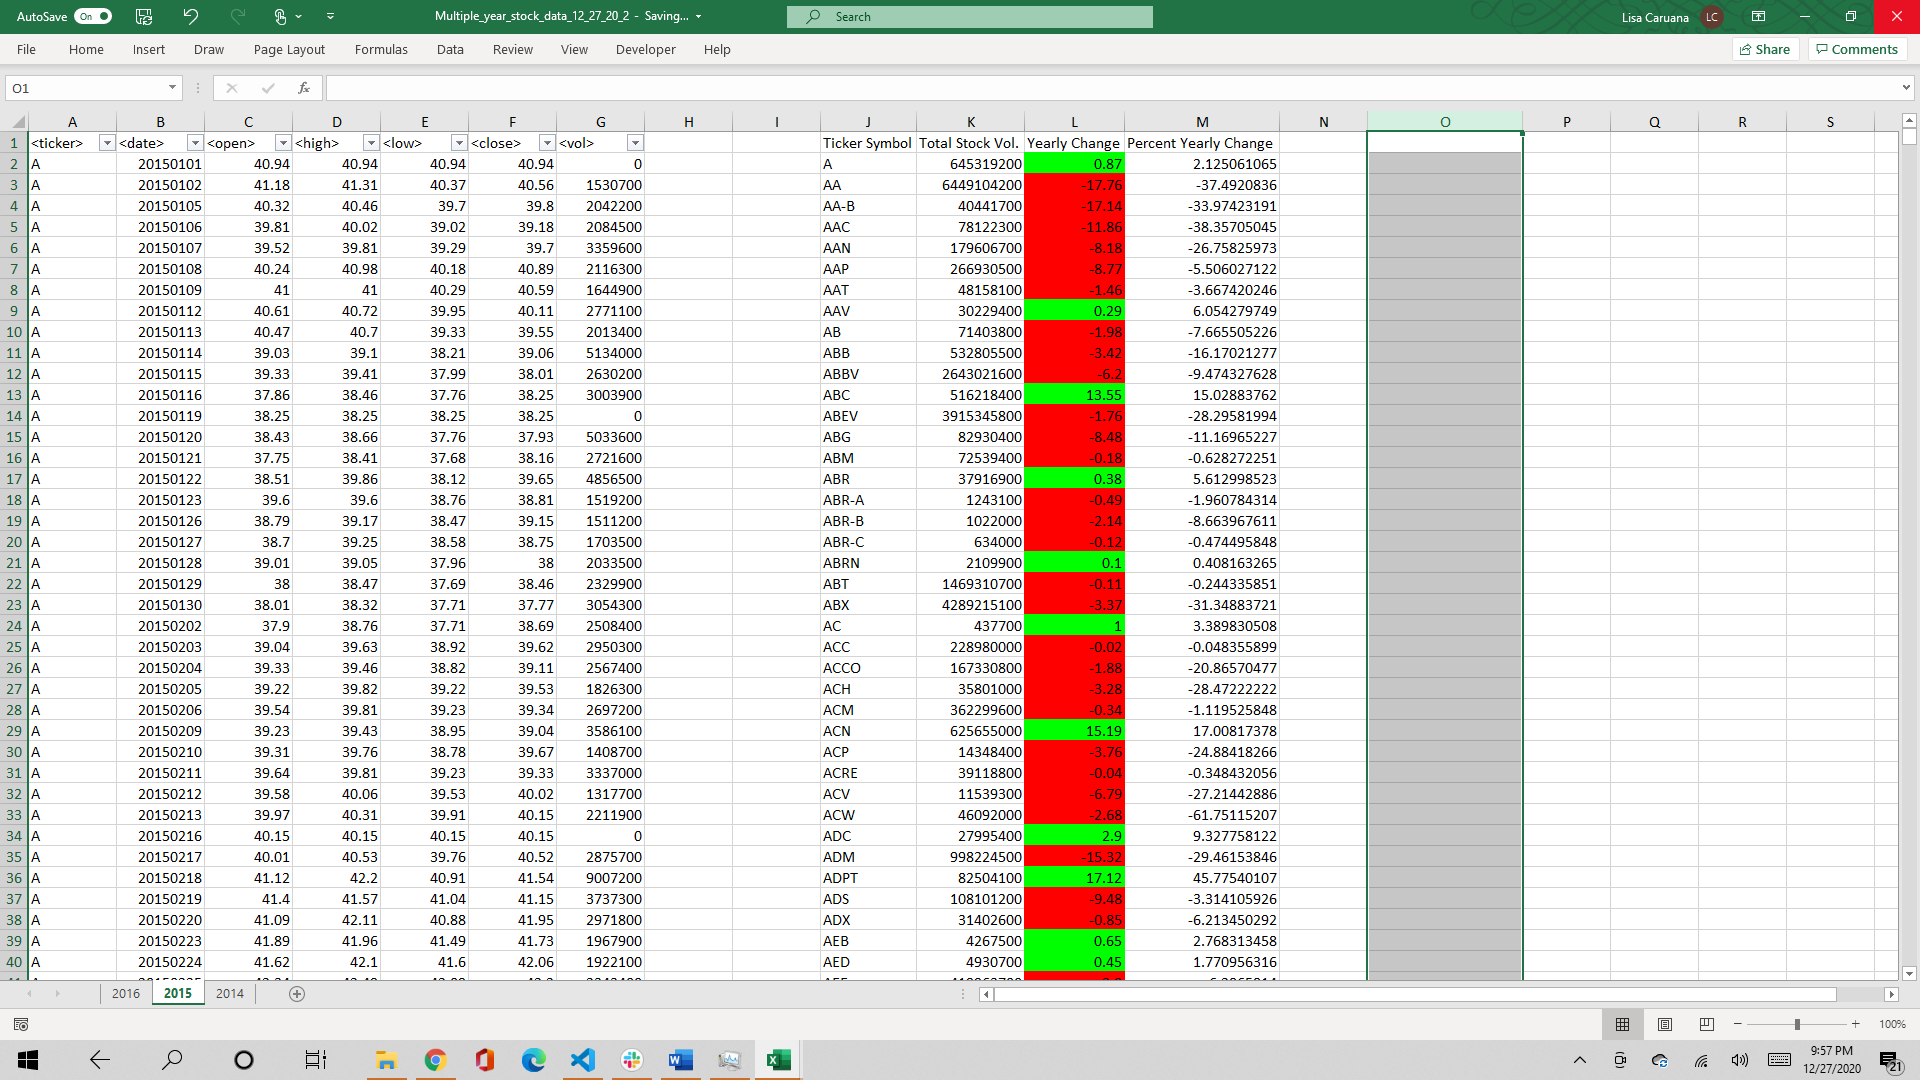 AutoSave On Multiple_year_stock_data_12_27_20_2 - Saving... Search Lisa Caruana LC
File Home Insert Draw Page Layout Formulas Data Review View Developer Help Share Comments
O1 fx
A B C D E F G H I J K L M N O P Q R S
1 <ticker> <date> <open> <high> <low> <close> <vol> Ticker Symbol Total Stock Vol. Yearly Change Percent Yearly Change
2 A 20150101 40.94 40.94 40.94 40.94 0 A 645319200 0.87 2.125061065
3 A 20150102 41.18 41.31 40.37 40.56 1530700 AA 6449104200 -17.76 -37.4920836
4 A 20150105 40.32 40.46 39.7 39.8 2042200 AA-B 40441700 -17.14 -33.97423191
5 A 20150106 39.81 40.02 39.02 39.18 2084500 AAC 78122300 -11.86 -38.35705045
6 A 20150107 39.52 39.81 39.29 39.7 3359600 AAN 179606700 -8.18 -26.75825973
7 A 20150108 40.24 40.98 40.18 40.89 2116300 AAP 266930500 -8.77 -5.506027122
8 A 20150109 41 41 40.29 40.59 1644900 AAT 48158100 -1.46 -3.667420246
9 A 20150112 40.61 40.72 39.95 40.11 2771100 AAV 30229400 0.29 6.054279749
10 A 20150113 40.47 40.7 39.33 39.55 2013400 AB 71403800 -1.98 -7.665505226
11 A 20150114 39.03 39.1 38.21 39.06 5134000 ABB 532805500 -3.42 -16.17021277
12 A 20150115 39.33 39.41 37.99 38.01 2630200 ABBV 2643021600 -6.2 -9.474327628
13 A 20150116 37.86 38.46 37.76 38.25 3003900 ABC 516218400 13.55 15.02883762
14 A 20150119 38.25 38.25 38.25 38.25 0 ABEV 3915345800 -1.76 -28.29581994
15 A 20150120 38.43 38.66 37.76 37.93 5033600 ABG 82930400 -8.48 -11.16965227
16 A 20150121 37.75 38.41 37.68 38.16 2721600 ABM 72539400 -0.18 -0.628272251
17 A 20150122 38.51 39.86 38.12 39.65 4856500 ABR 37916900 0.38 5.612998523
18 A 20150123 39.6 39.6 38.76 38.81 1519200 ABR-A 1243100 -0.49 -1.960784314
19 A 20150126 38.79 39.17 38.47 39.15 1511200 ABR-B 1022000 -2.14 -8.663967611
20 A 20150127 38.7 39.25 38.58 38.75 1703500 ABR-C 634000 -0.12 -0.474495848
21 A 20150128 39.01 39.05 37.96 38 2033500 ABRN 2109900 0.1 0.408163265
22 A 20150129 38 38.47 37.69 38.46 2329900 ABT 1469310700 -0.11 -0.244335851
23 A 20150130 38.01 38.32 37.71 37.77 3054300 ABX 4289215100 -3.37 -31.34883721
24 A 20150202 37.9 38.76 37.71 38.69 2508400 AC 437700 1 3.389830508
25 A 20150203 39.04 39.63 38.92 39.62 2950300 ACC 228980000 -0.02 -0.048355899
26 A 20150204 39.33 39.46 38.82 39.11 2567400 ACCO 167330800 -1.88 -20.86570477
27 A 20150205 39.22 39.82 39.22 39.53 1826300 ACH 35801000 -3.28 -28.47222222
28 A 20150206 39.54 39.81 39.23 39.34 2697200 ACM 362299600 -0.34 -1.119525848
29 A 20150209 39.23 39.43 38.95 39.04 3586100 ACN 625655000 15.19 17.00817378
30 A 20150210 39.31 39.76 38.78 39.67 1408700 ACP 14348400 -3.76 -24.88418266
31 A 20150211 39.64 39.81 39.23 39.33 3337000 ACRE 39118800 -0.04 -0.348432056
32 A 20150212 39.58 40.06 39.53 40.02 1317700 ACV 11539300 -6.79 -27.21442886
33 A 20150213 39.97 40.31 39.91 40.15 2211900 ACW 46092000 -2.68 -61.75115207
34 A 20150216 40.15 40.15 40.15 40.15 0 ADC 27995400 2.9 9.327758122
35 A 20150217 40.01 40.53 39.76 40.52 2875700 ADM 998224500 -15.32 -29.46153846
36 A 20150218 41.12 42.2 40.91 41.54 9007200 ADPT 82504100 17.12 45.77540107
37 A 20150219 41.4 41.57 41.04 41.15 3737300 ADS 108101200 -9.48 -3.314105926
38 A 20150220 41.09 42.11 40.88 41.95 2971800 ADX 31402600 -0.85 -6.213450292
39 A 20150223 41.89 41.96 41.49 41.73 1967900 AEB 4267500 0.65 2.768313458
40 A 20150224 41.62 42.1 41.6 42.06 1922100 AED 4930700 0.45 1.770956316
2016 2015 2014
100%
9:57 PM
12/27/2020
21